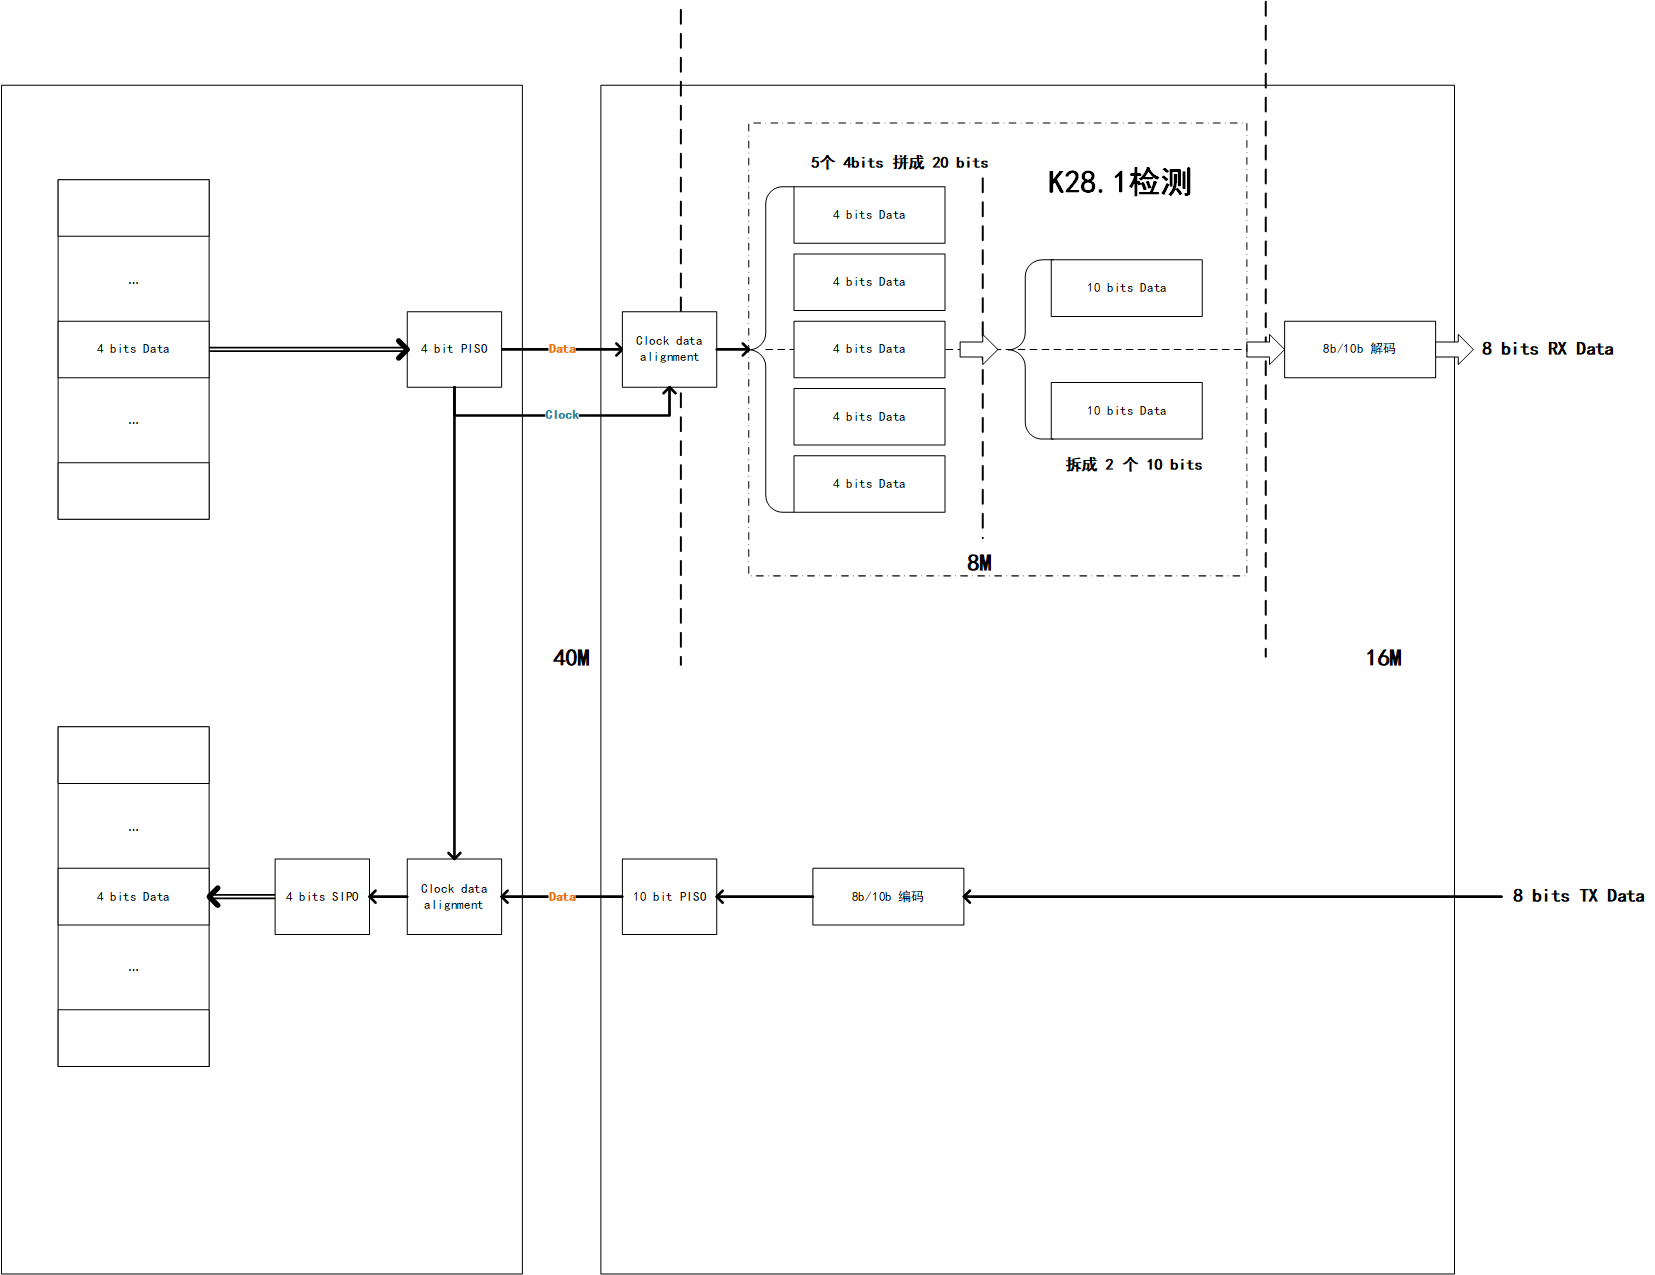 5个 4bits 拼成 20 bits
K28.1检测
4 bits Data
4 bits Data
10 bits Data
...
4 bits Data
4 bit PISO
Data
Clock data
alignment
4 bits Data
8b/10b 解码
8 bits RX Data
...
Clock
4 bits Data
10 bits Data
拆成 2 个 10 bits
4 bits Data
8M
40M
16M
...
4 bits Data
4 bits SIPO
Clock data
alignment
Data
10 bit PISO
8b/10b 编码
8 bits TX Data
...